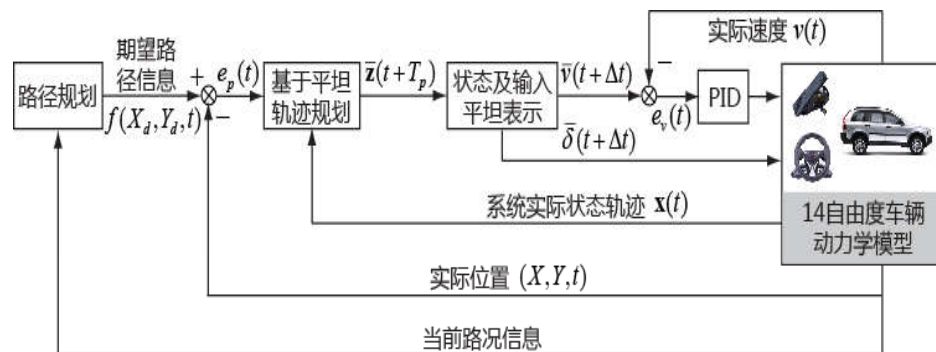 实际速度 v(t)
期望路
径信息
+
e_p(t)
−
路径规划
f(X_d,Y_d,t)
−
基于平坦
轨迹规划
z̄(t+T_p)
状态及输入
平坦表示
v̄(t+Δt)
e_v(t)
PID
δ̄(t+Δt)
系统实际状态轨迹 x(t)
14自由度车辆
动力学模型
实际位置 (X,Y,t)
当前路况信息